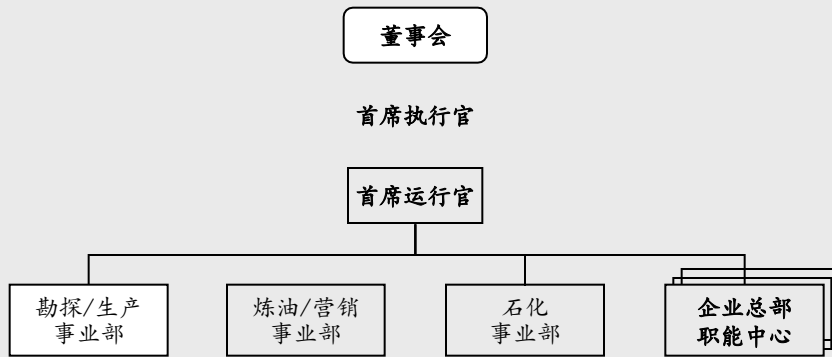 董事会
首席执行官
首席运行官
勘探/生产
事业部
炼油/营销
事业部
石化
事业部
企业总部
职能中心